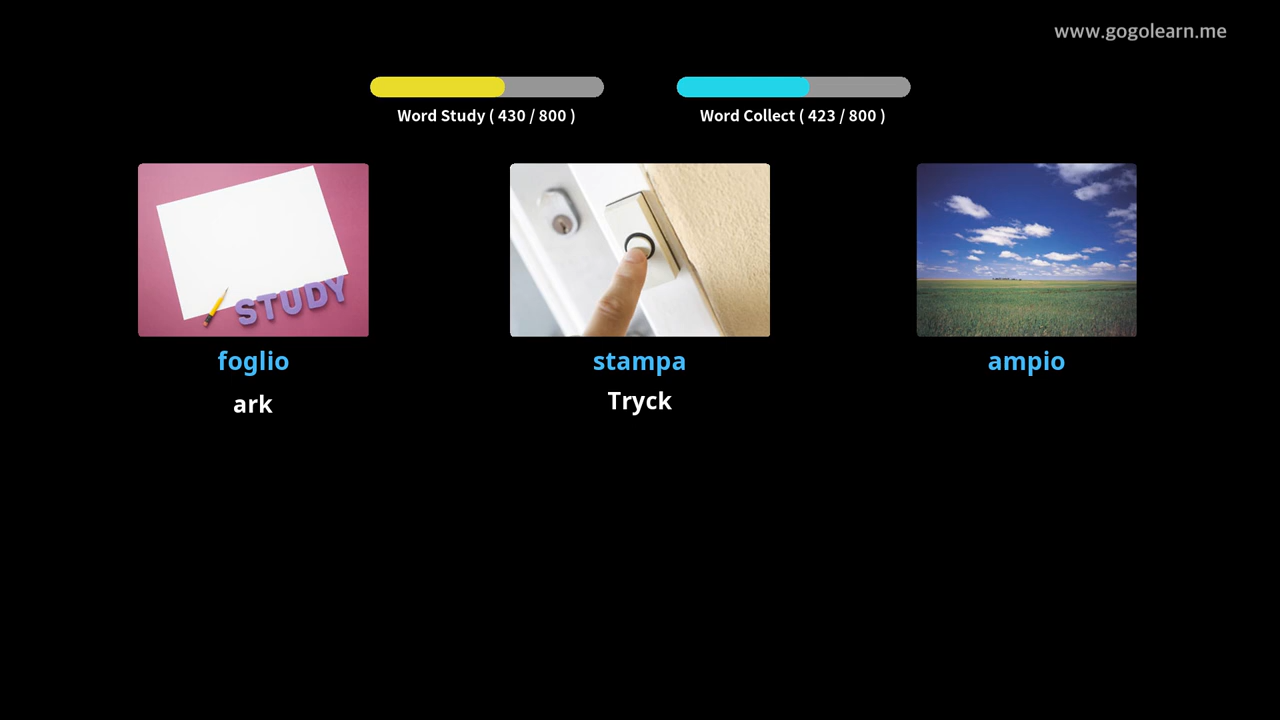 www.gogolearn.me
Word Study ( 430 / 800 )
Word Collect ( 423 / 800 )
STUDY
foglio
stampa
ampio
ark
Tryck